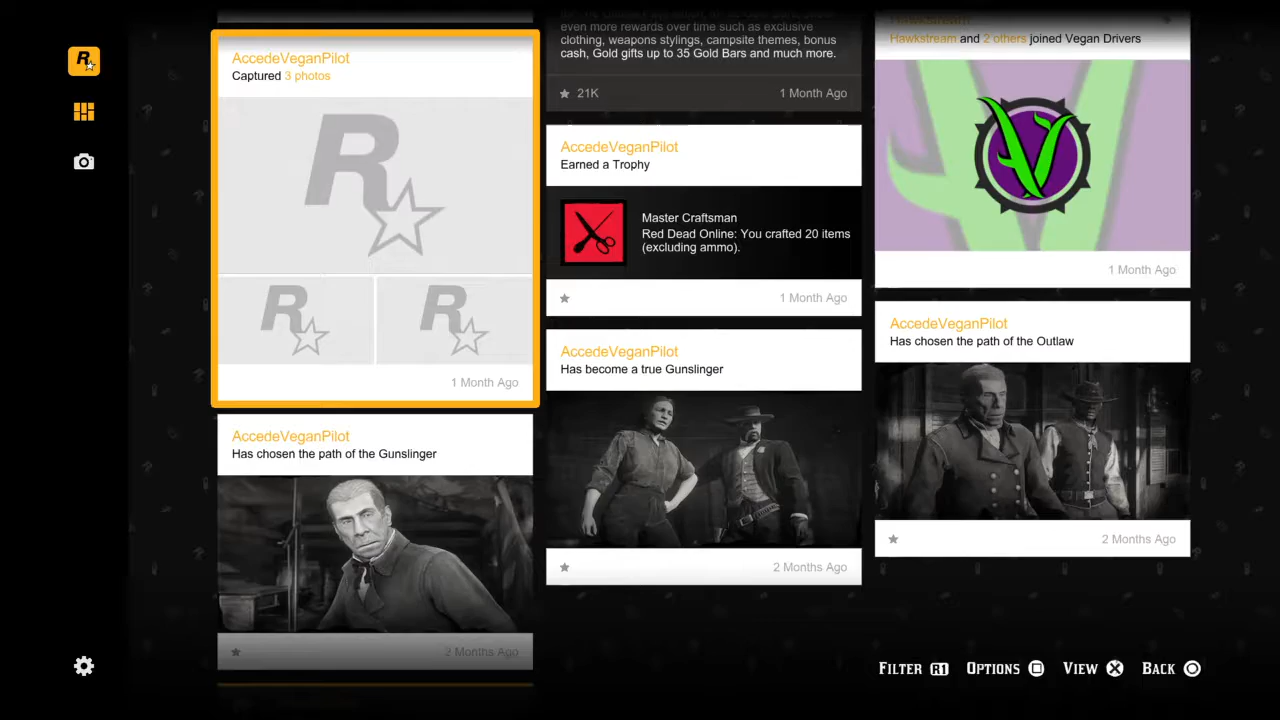 AccedeVeganPilot
Captured 3 photos
1 Month Ago
AccedeVeganPilot
Has chosen the path of the Gunslinger
2 Months Ago
even more rewards over time such as exclusive
clothing, weapons stylings, campsite themes, bonus
cash, Gold gifts up to 35 Gold Bars and much more.
21K
1 Month Ago
AccedeVeganPilot
Earned a Trophy
Master Craftsman
Red Dead Online: You crafted 20 items
(excluding ammo).
1 Month Ago
AccedeVeganPilot
Has become a true Gunslinger
2 Months Ago
Hawkstream
Hawkstream and 2 others joined Vegan Drivers
1 Month Ago
AccedeVeganPilot
Has chosen the path of the Outlaw
2 Months Ago
FILTER R1 OPTIONS VIEW BACK